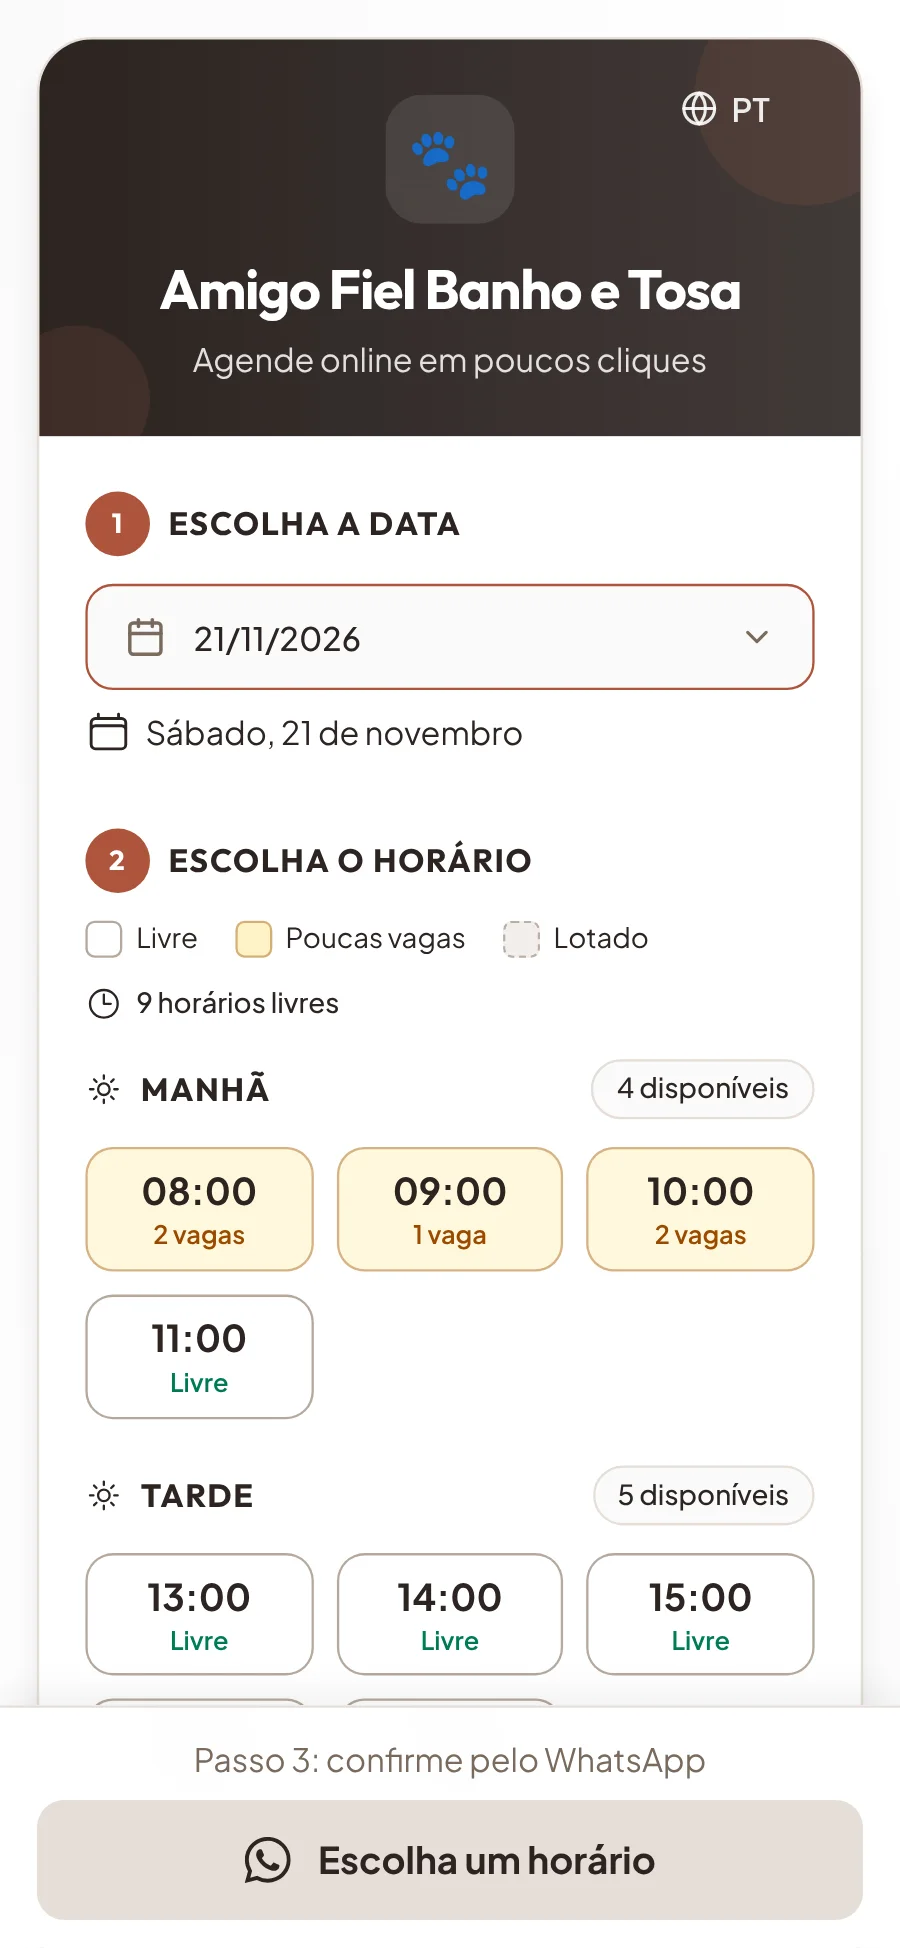 PT
Amigo Fiel Banho e Tosa
Agende online em poucos cliques
1 ESCOLHA A DATA
21/11/2026
Sábado, 21 de novembro
2 ESCOLHA O HORÁRIO
Livre Poucas vagas Lotado
9 horários livres
MANHÃ 4 disponíveis
08:00 09:00 10:00
2 vagas 1 vaga 2 vagas
11:00
Livre
TARDE 5 disponíveis
13:00 14:00 15:00
Livre Livre Livre
Passo 3: confirme pelo WhatsApp
Escolha um horário